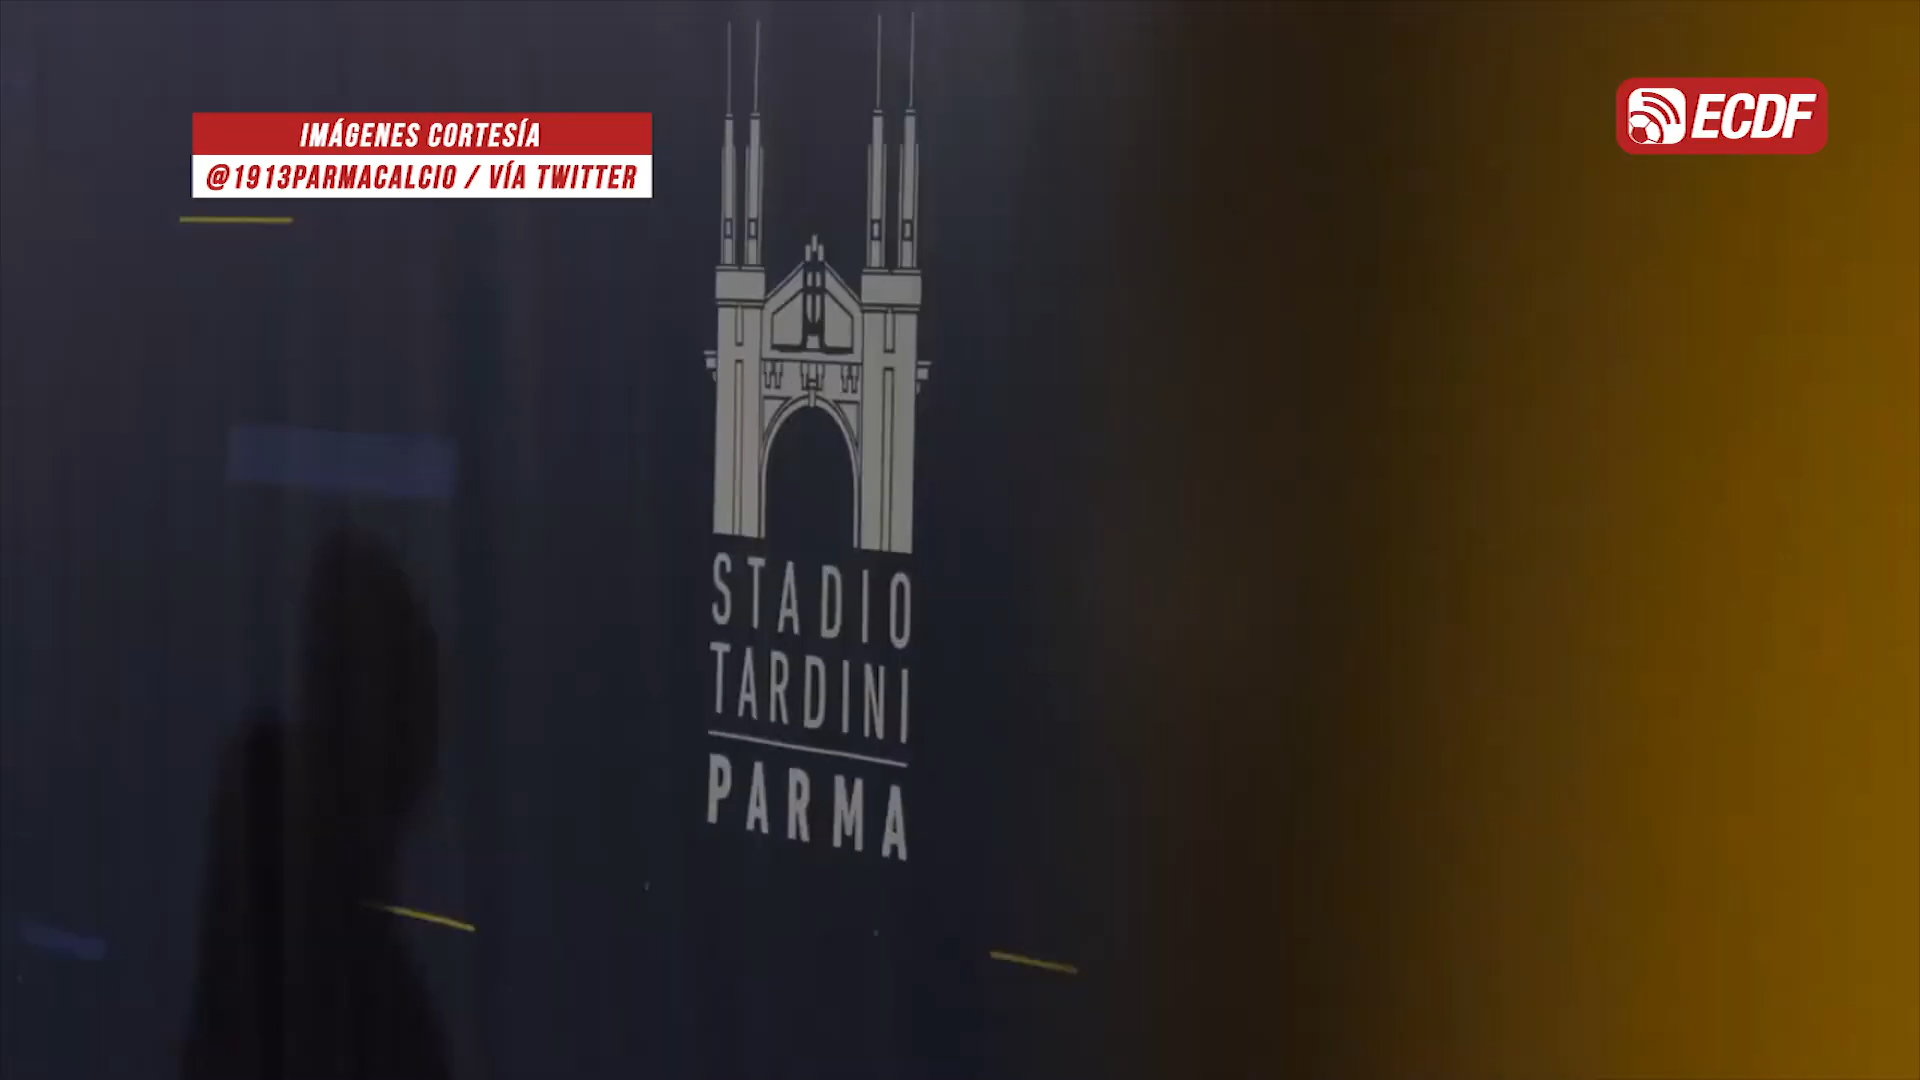 IMÁGENES CORTESÍA
@1913PARMACALCIO / VÍA TWITTER
ECDF
STADIO
TARDINI
PARMA